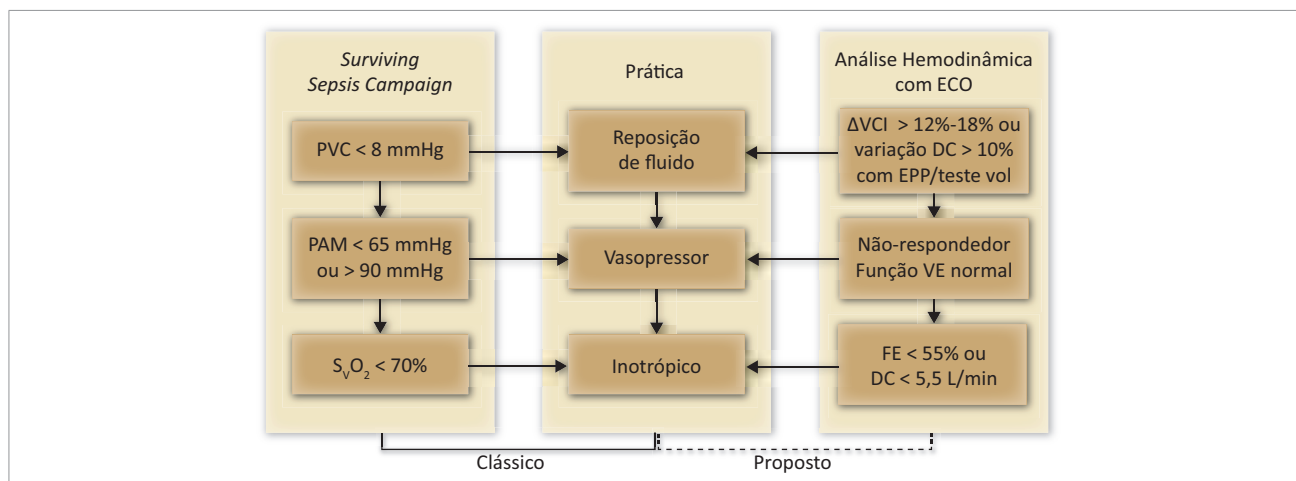 Surviving
Sepsis Campaign
PVC < 8 mmHg
PAM < 65 mmHg
ou > 90 mmHg
SVO2 < 70%
Prática
Reposição
de fluido
Vasopressor
Inotrópico
Análise Hemodinâmica
com ECO
ΔVCI > 12%-18% ou
variação DC > 10%
com EPP/teste vol
Não-respondedor
Função VE normal
FE < 55% ou
DC < 5,5 L/min
Clássico
Proposto